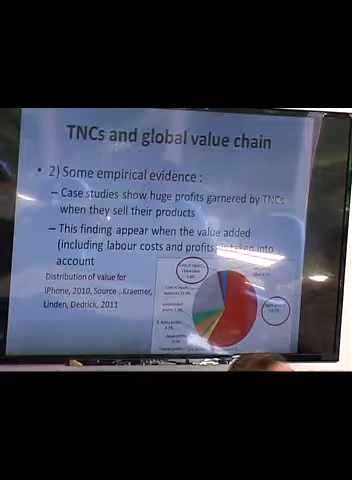 TNCs and global value chain
• 2) Some empirical evidence :
– Case studies show huge profits garnered by TNCs
when they sell their products
– This finding appear when the value added
(including labour costs and profits) is taken into
account
Distribution of value for
iPhone, 2010, Source : Kraemer,
Linden, Dedrick, 2011